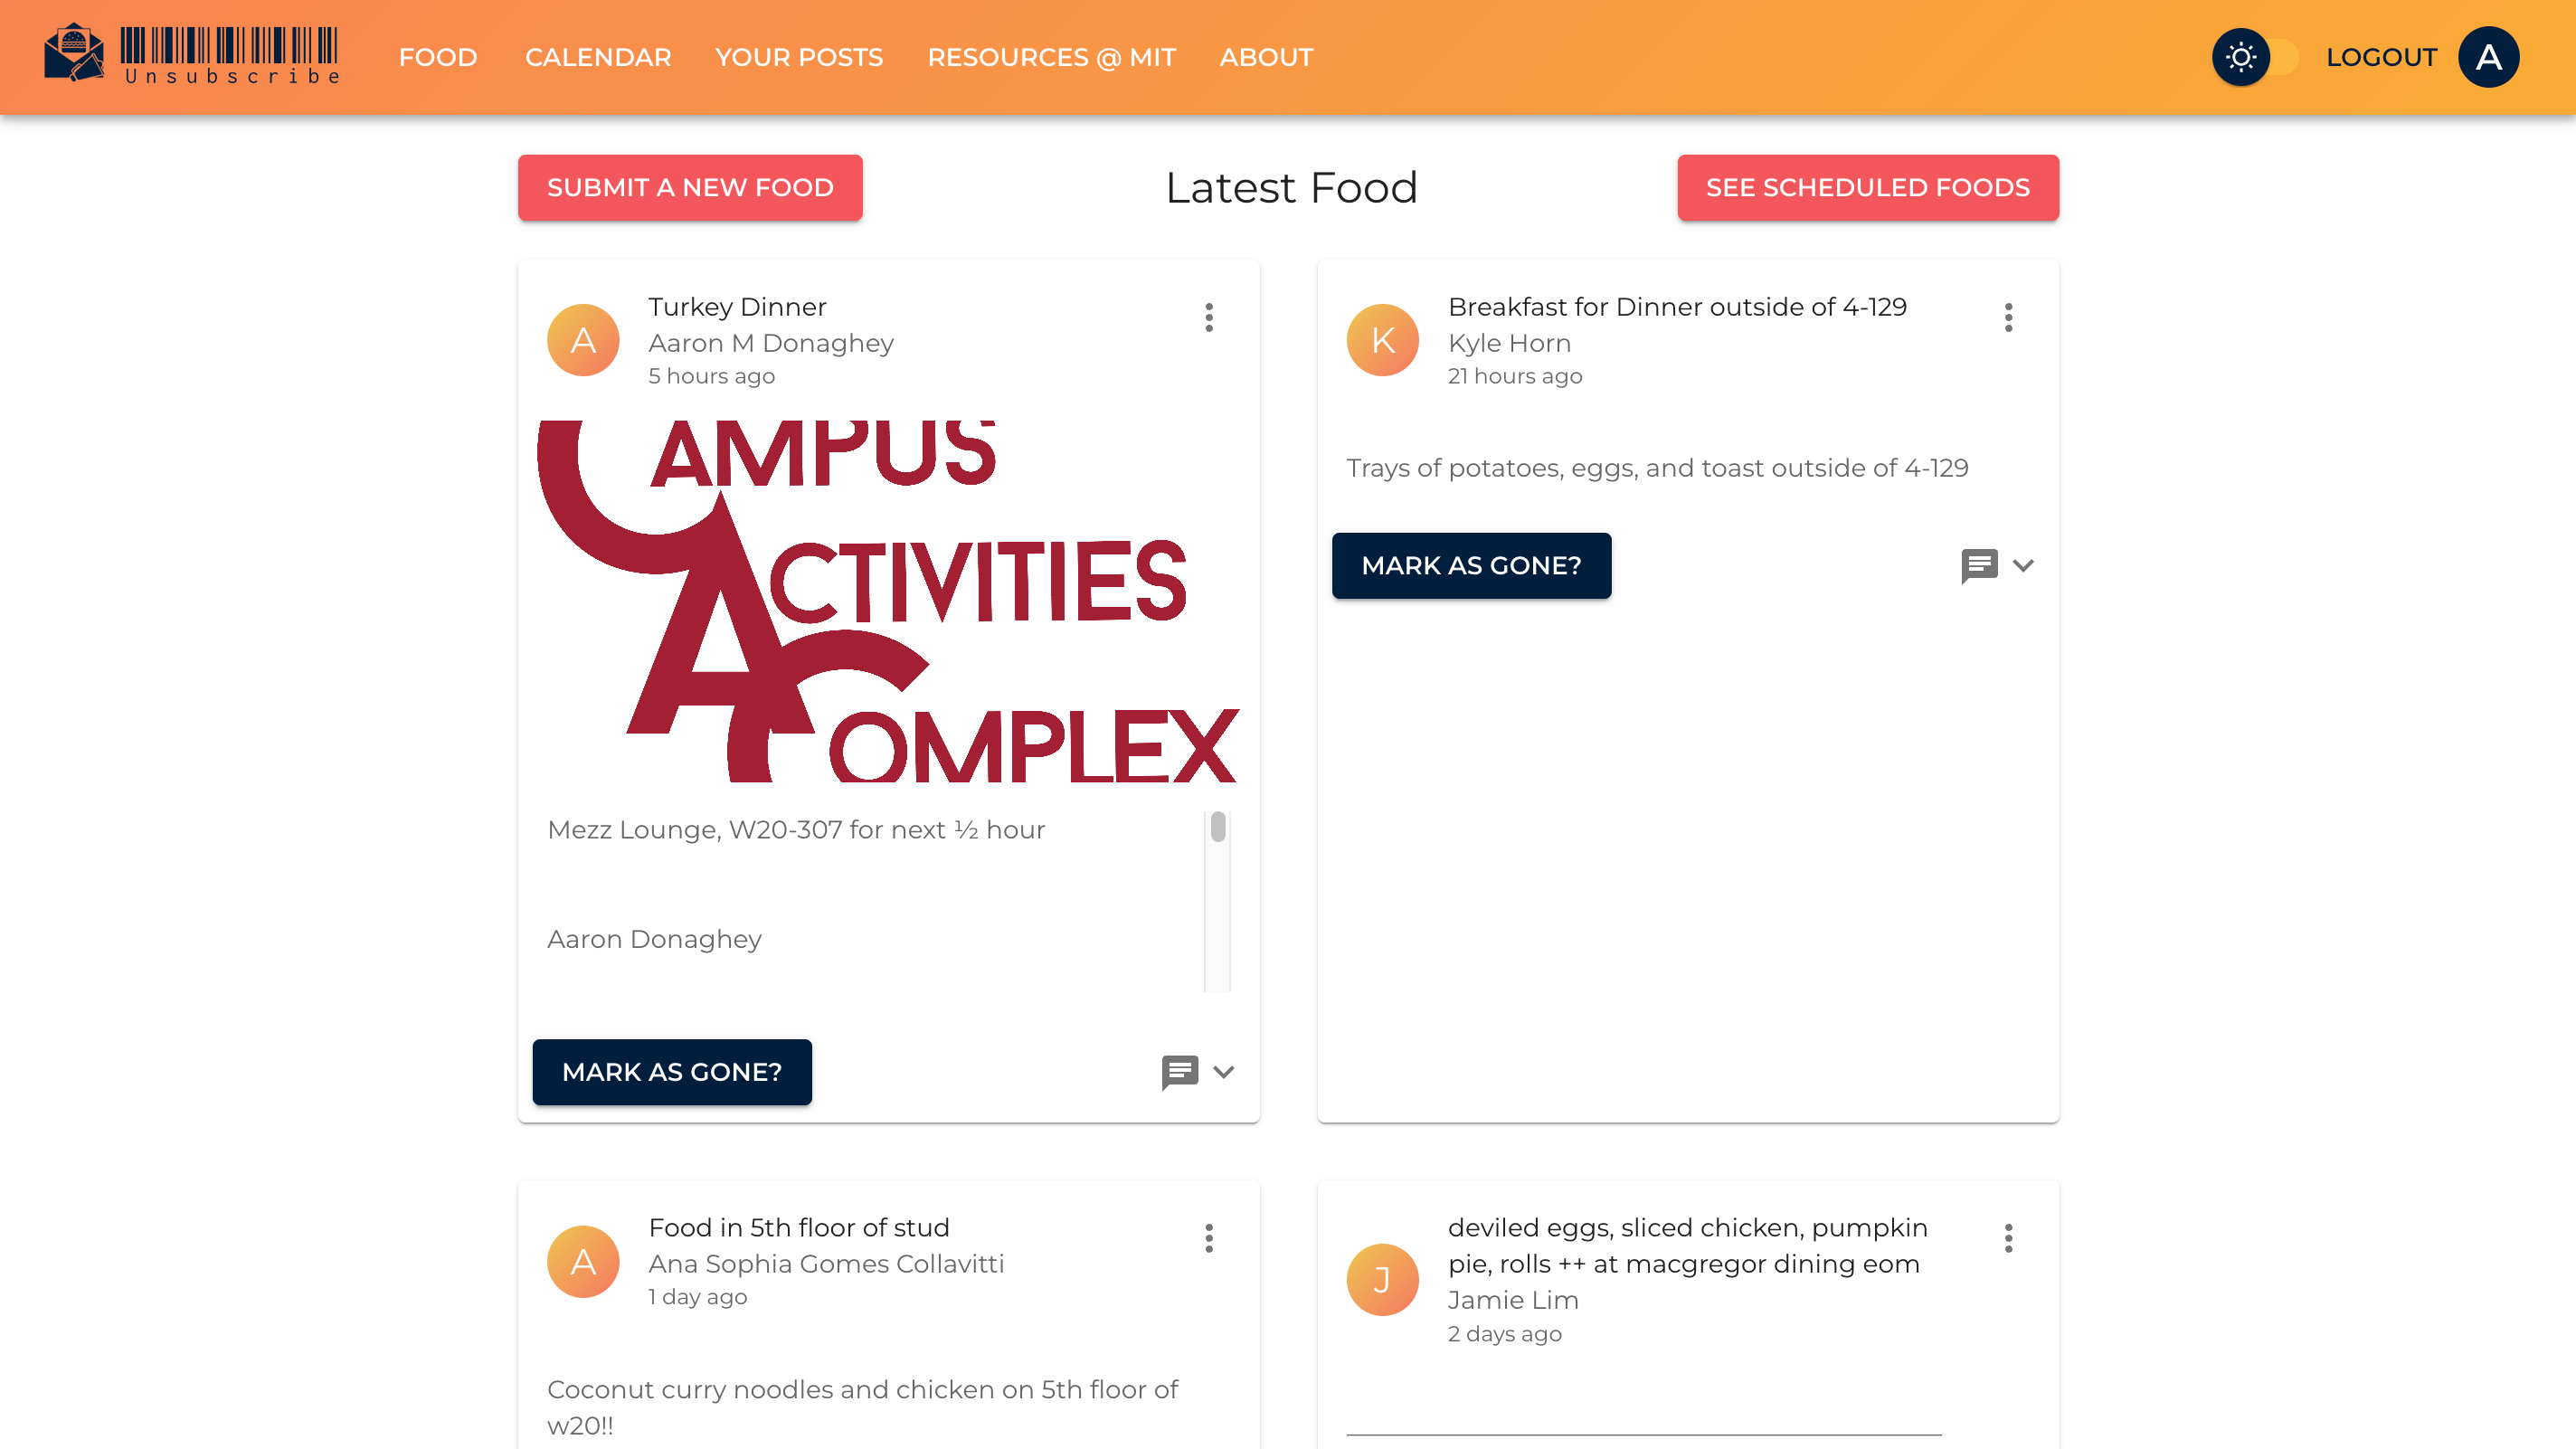 Unsubscribe
FOOD
CALENDAR
YOUR POSTS
RESOURCES @ MIT
ABOUT
LOGOUT
A
SUBMIT A NEW FOOD
Latest Food
SEE SCHEDULED FOODS
A
Turkey Dinner
Aaron M Donaghey
5 hours ago
CAMPUS
ACTIVITIES
COMPLEX
Mezz Lounge, W20-307 for next ½ hour
Aaron Donaghey
MARK AS GONE?
K
Breakfast for Dinner outside of 4-129
Kyle Horn
21 hours ago
Trays of potatoes, eggs, and toast outside of 4-129
MARK AS GONE?
A
Food in 5th floor of stud
Ana Sophia Gomes Collavitti
1 day ago
Coconut curry noodles and chicken on 5th floor of
w20!!
J
deviled eggs, sliced chicken, pumpkin
pie, rolls ++ at macgregor dining eom
Jamie Lim
2 days ago